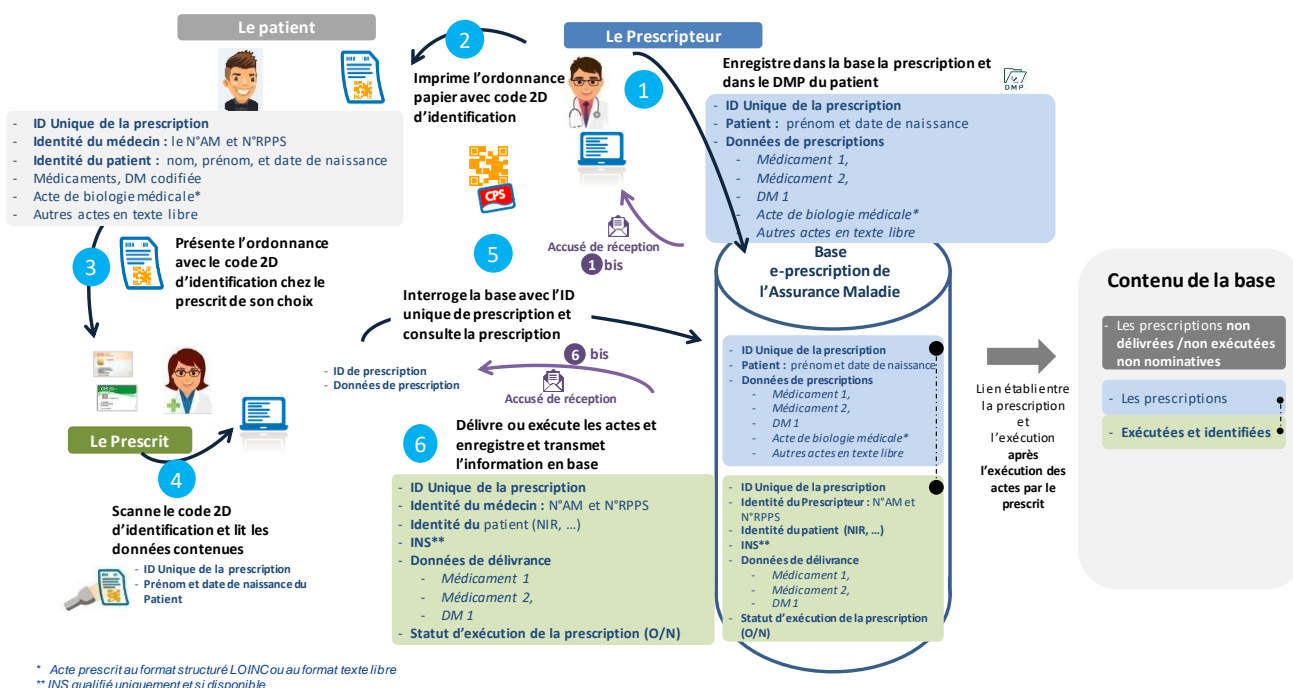 Le patient
- ID Unique de la prescription
- Identité du médecin : le N°AM et N°RPPS
- Identité du patient : nom, prénom, et date de naissance
- Médicaments, DM codifiée
- Acte de biologie médicale*
- Autres actes en texte libre
2
Imprime l'ordonnance
papier avec code 2D
d'identification
CPS
Le Prescripteur
1
Enregistre dans la base la prescription et
dans le DMP du patient
DMP
- ID Unique de la prescription
- Patient : prénom et date de naissance
- Données de prescriptions
- Médicament 1,
- Médicament 2,
- DM 1
- Acte de biologie médicale*
- Autres actes en texte libre
Accusé de réception
1 bis
3
Présente l'ordonnance
avec le code 2D
d'identification chez le
prescrit de son choix
Le Prescrit
4
Scanne le code 2D
d'identification et lit les
données contenues
- ID Unique de la prescription
- Prénom et date de naissance du
Patient
5
Interroge la base avec l'ID
unique de prescription et
consulte la prescription
- ID de prescription
- Données de prescription
6 bis
Accusé de réception
6
Délivre ou exécute les actes et
enregistre et transmet
l'information en base
- ID Unique de la prescription
- Identité du médecin : N°AM et N°RPPS
- Identité du patient (NIR, ...)
- INS**
- Données de délivrance
- Médicament 1
- Médicament 2,
- DM 1
- Statut d'exécution de la prescription (O/N)
Base
e-prescription de
l'Assurance Maladie
- ID Unique de la prescription
- Patient : prénom et date de naissance
- Données de prescriptions
- Médicament 1,
- Médicament 2,
- DM 1
- Acte de biologie médicale*
- Autres actes en texte libre
- ID Unique de la prescription
- Identité du Prescripteur : N°AM et
N°RPPS
- Identité du patient (NIR, ...)
- INS**
- Données de délivrance
- Médicament 1,
- Médicament 2,
- DM 1
- Statut d'exécution de la prescription
(O/N)
Lien établi entre
la prescription
et
l'exécution
après
l'exécution des
actes par le
prescrit
Contenu de la base
- Les prescriptions non
délivrées /non exécutées
non nominatives
- Les prescriptions
- Exécutées et identifiées
* Acte prescrit au format structuré LOINC ou au format texte libre
** INS qualifié uniquement et si disponible